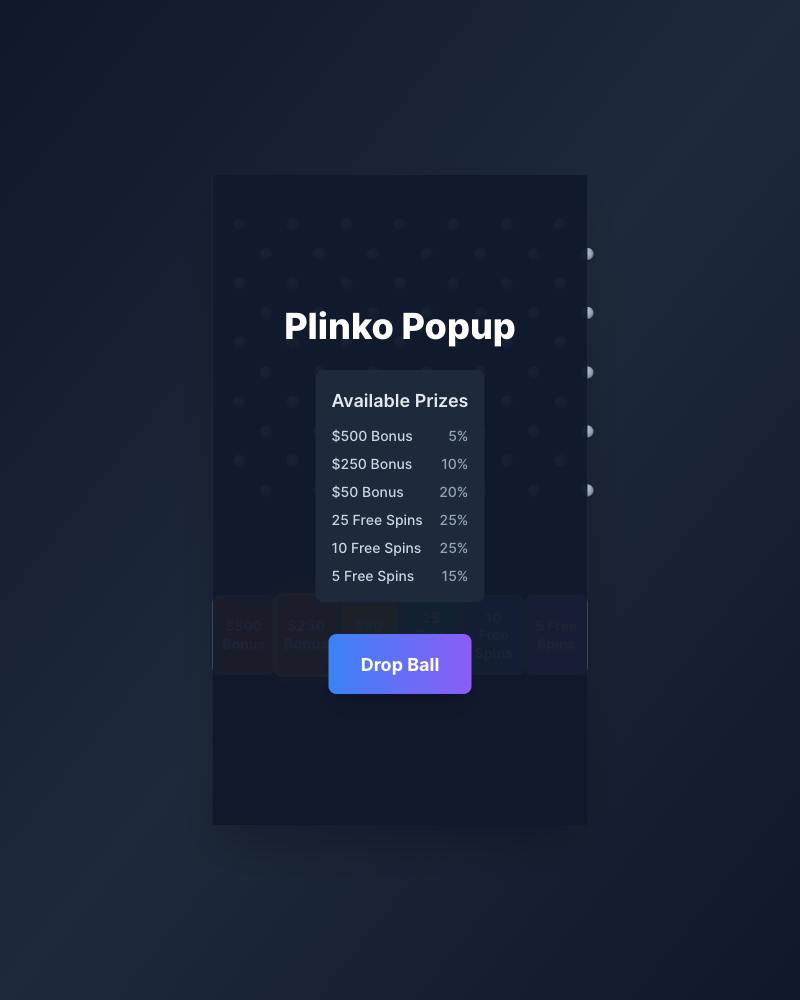 Plinko Popup
Available Prizes
$500 Bonus 5%
$250 Bonus 10%
$50 Bonus 20%
25 Free Spins 25%
10 Free Spins 25%
5 Free Spins 15%
$500
Bonus
$250
Bonus
$50
25
10
Free
Spins
5 Free
Spins
Drop Ball